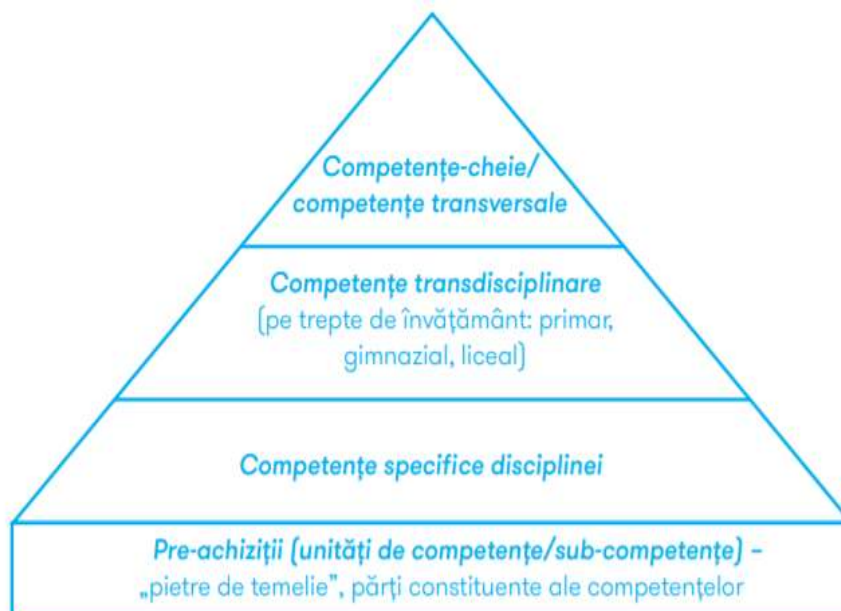 Competențe-cheie/
competențe transversale
Competențe transdisciplinare
(pe trepte de învățământ: primar,
gimnazial, liceal)
Competențe specifice disciplinei
Pre-achiziții (unități de competențe/sub-competențe) –
„pietre de temelie”, părți constituente ale competențelor